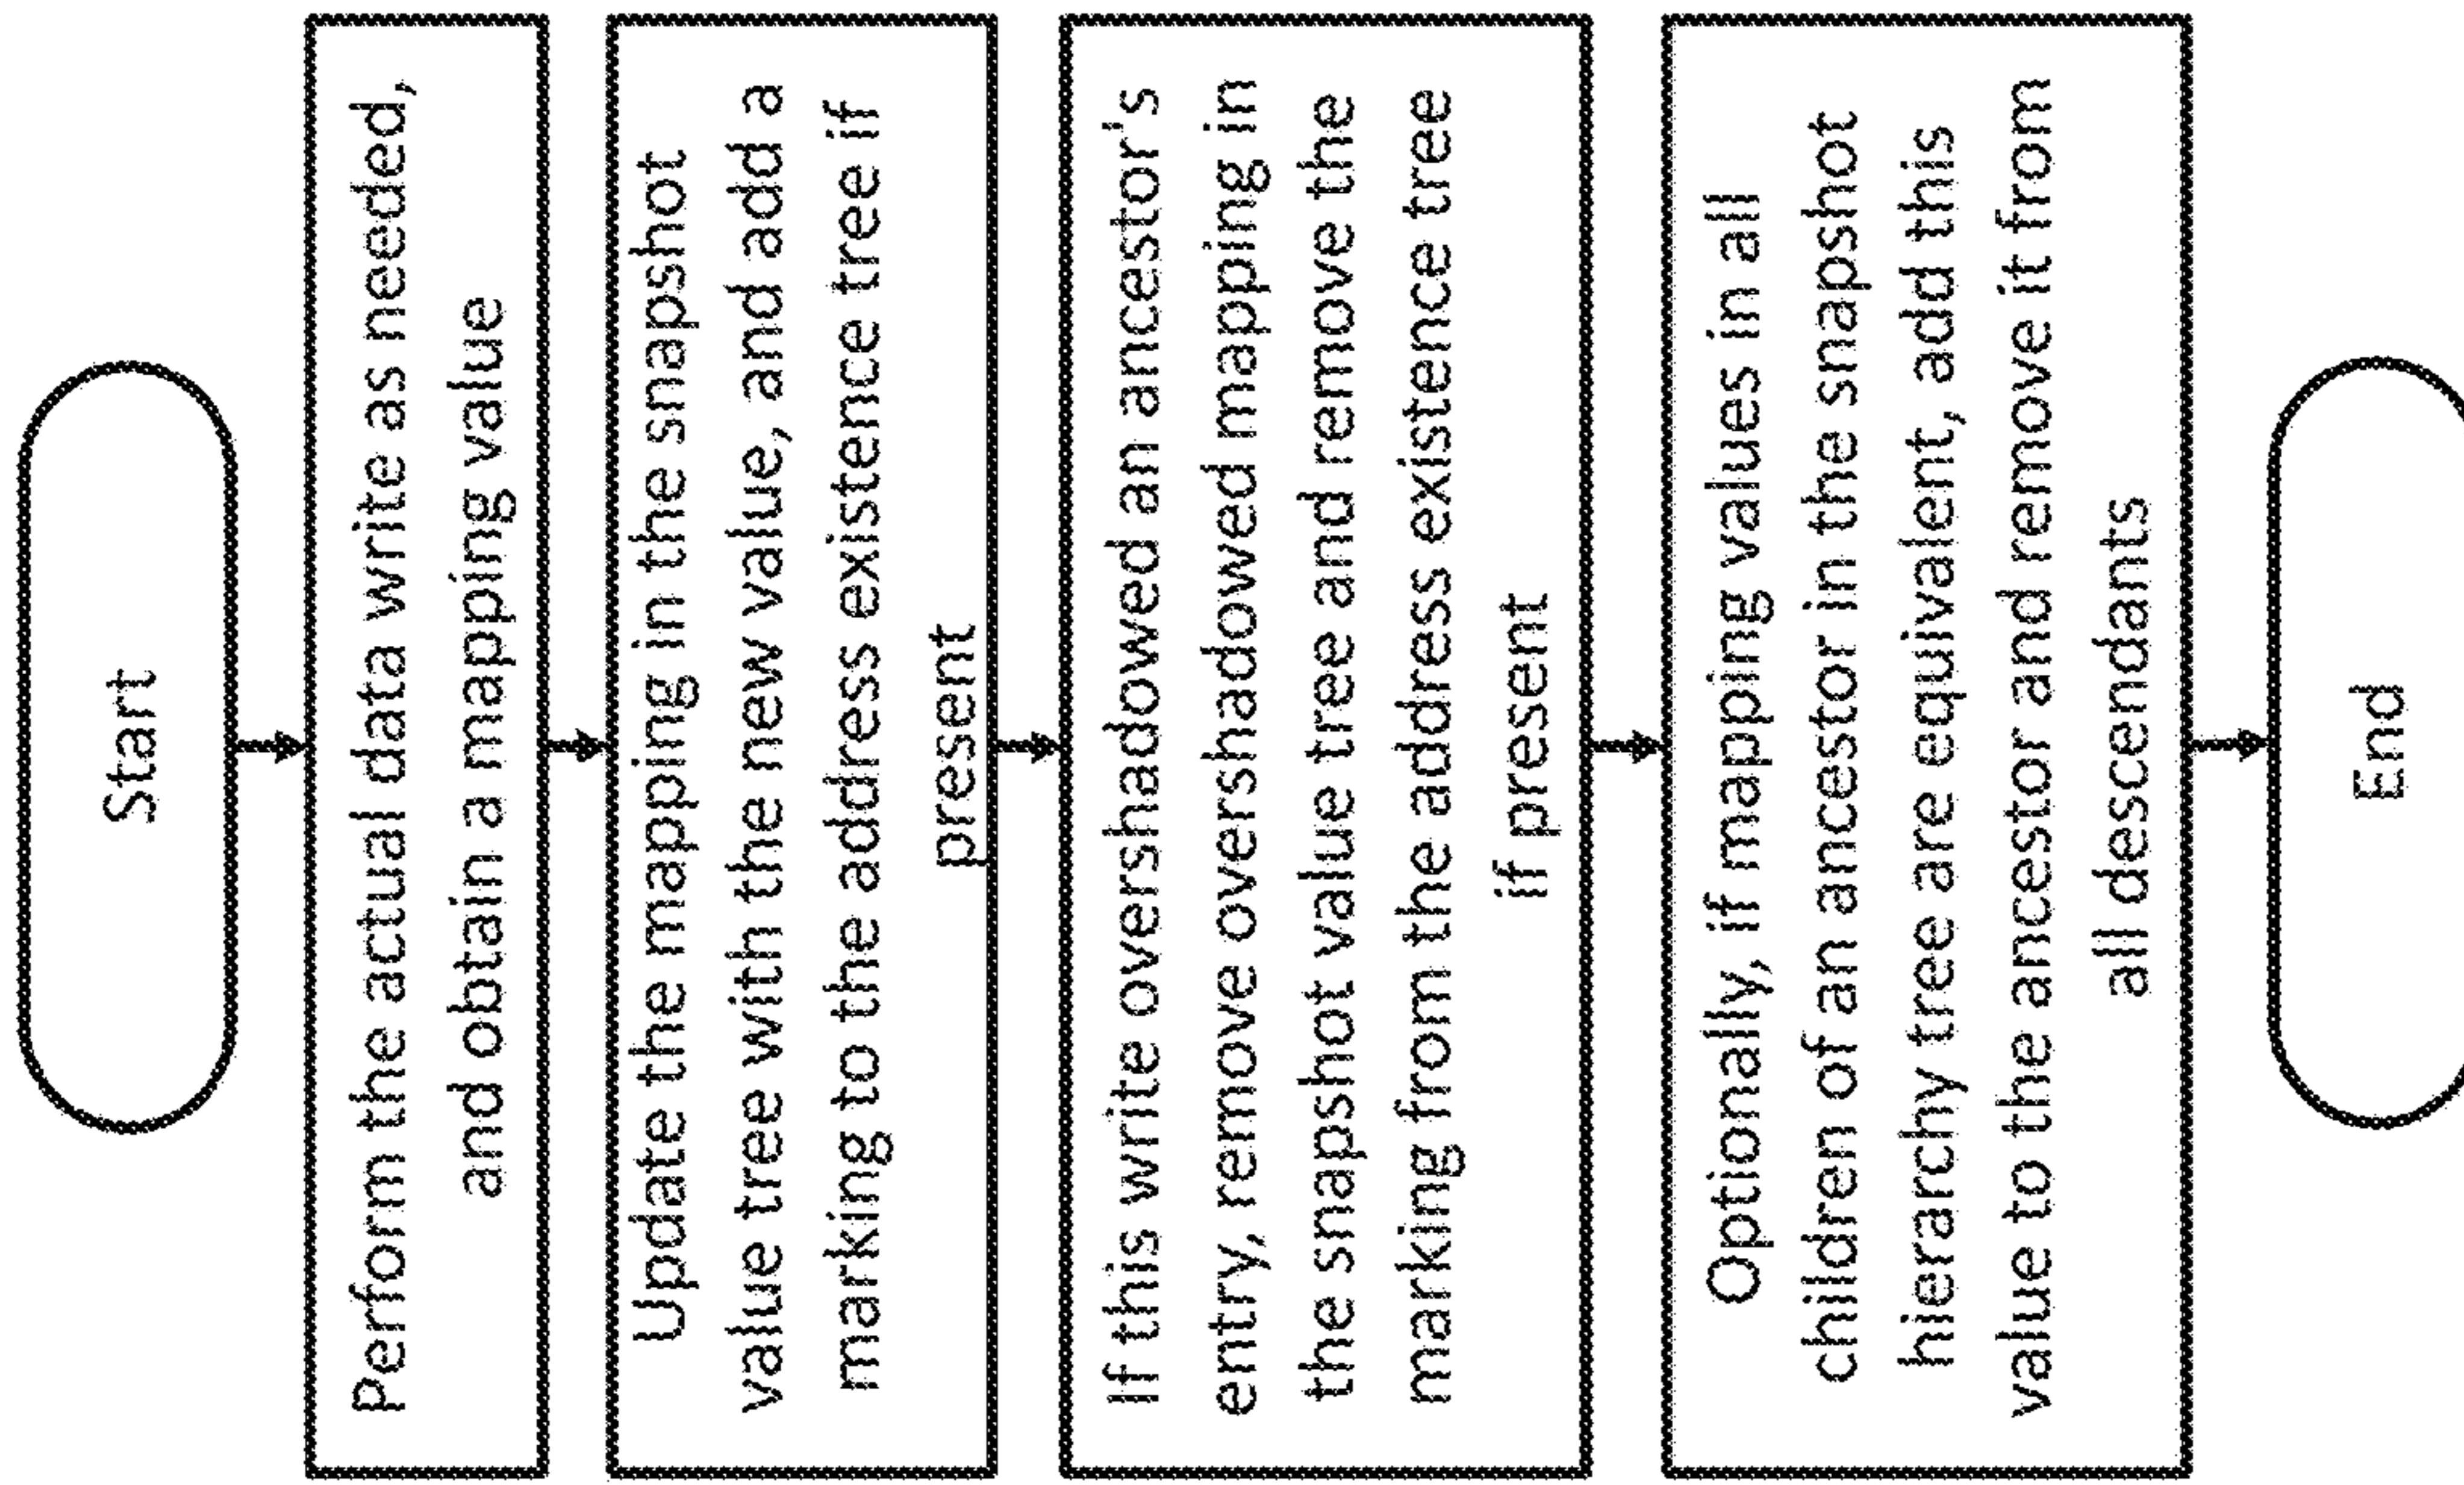 Start
Perform the actual data write as needed,
and obtain a mapping value
Update the mapping in the snapshot
value tree with the new value, and add a
marking to the address existence tree if
present
If this write overshadowed an ancestor's
entry, remove overshadowed mapping in
the snapshot value tree and remove the
marking from the address existence tree
if present
Optionally, if mapping values in all
children of an ancestor in the snapshot
hierarchy tree are equivalent, add this
value to the ancestor and remove it from
all descendants
End